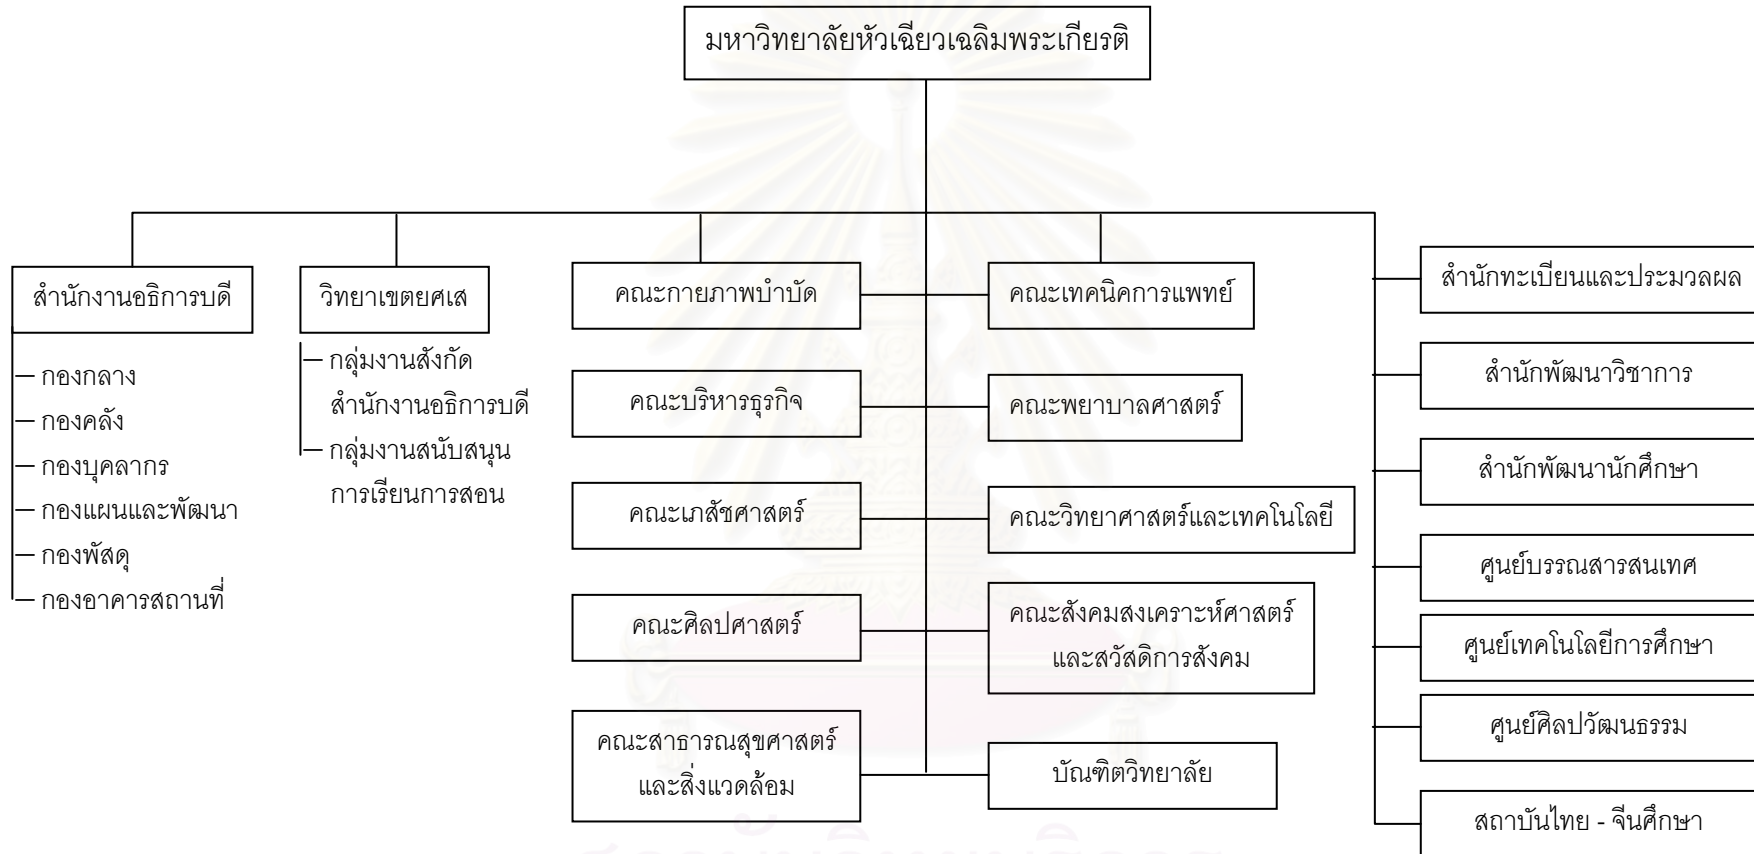 มหาวิทยาลัยหัวเฉียวเฉลิมพระเกียรติ
สำนักงานอธิการบดี
กองกลาง
กองคลัง
กองบุคลากร
กองแผนและพัฒนา
กองพัสดุ
กองอาคารสถานที่
วิทยาเขตยศเส
กลุ่มงานสังกัด
สำนักงานอธิการบดี
กลุ่มงานสนับสนุน
การเรียนการสอน
คณะกายภาพบำบัด
คณะเทคนิคการแพทย์
คณะบริหารธุรกิจ
คณะพยาบาลศาสตร์
คณะเภสัชศาสตร์
คณะวิทยาศาสตร์และเทคโนโลยี
คณะศิลปศาสตร์
คณะสังคมสงเคราะห์ศาสตร์
และสวัสดิการสังคม
คณะสาธารณสุขศาสตร์
และสิ่งแวดล้อม
บัณฑิตวิทยาลัย
สำนักทะเบียนและประมวลผล
สำนักพัฒนาวิชาการ
สำนักพัฒนานักศึกษา
ศูนย์บรรณสารสนเทศ
ศูนย์เทคโนโลยีการศึกษา
ศูนย์ศิลปวัฒนธรรม
สถาบันไทย - จีนศึกษา